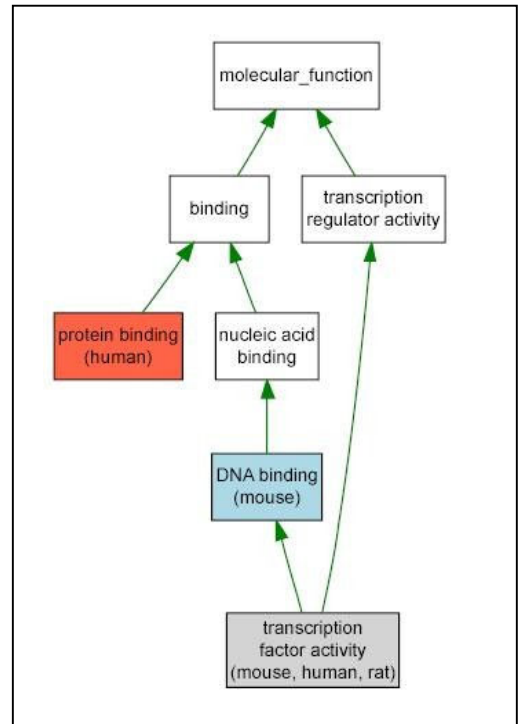 molecular_function
binding
transcription
regulator activity
protein binding
(human)
nucleic acid
binding
DNA binding
(mouse)
transcription
factor activity
(mouse, human, rat)